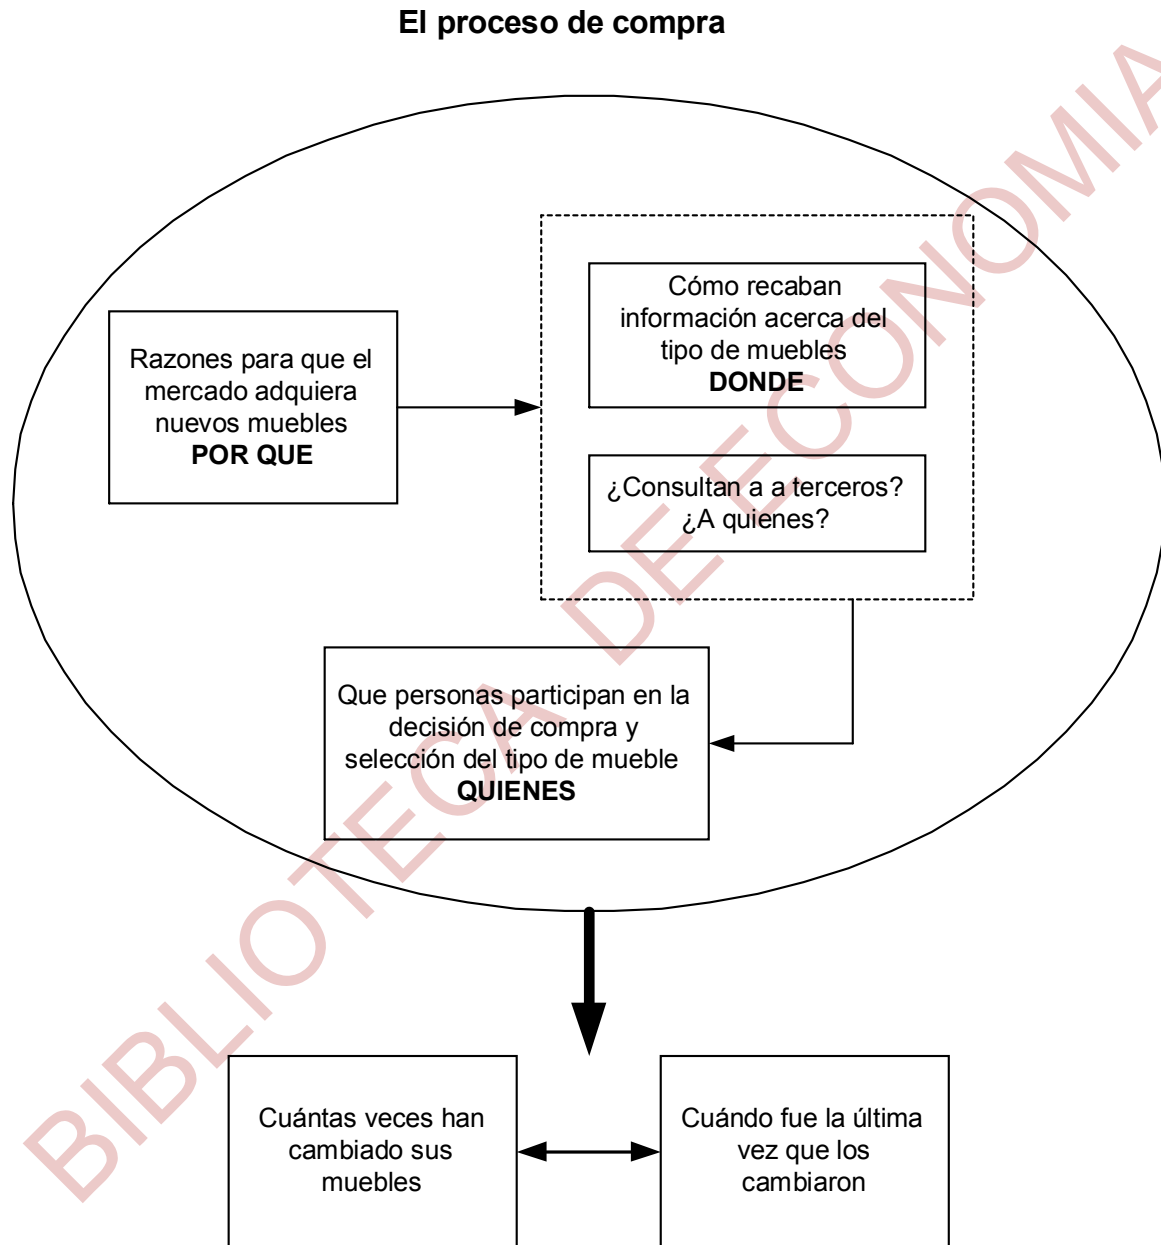 El proceso de compra
Razones para que el
mercado adquiera
nuevos muebles
POR QUE
Cómo recaban
información acerca del
tipo de muebles
DONDE
¿Consultan a a terceros?
¿A quienes?
Que personas participan en la
decisión de compra y
selección del tipo de mueble
QUIENES
Cuántas veces han
cambiado sus
muebles
Cuándo fue la última
vez que los
cambiaron
BIBLIOTECA DE ECONOMIA